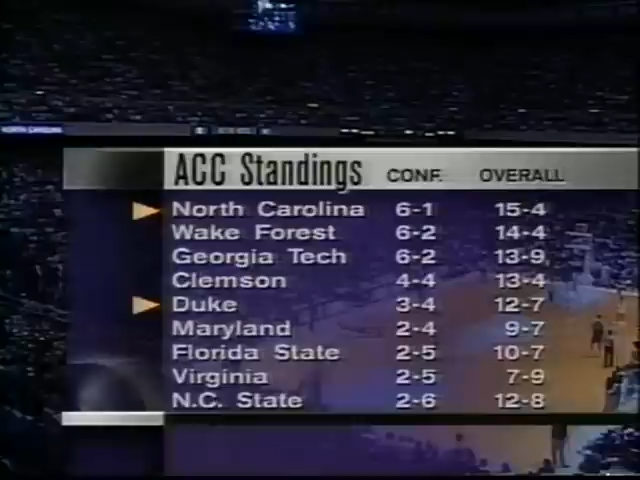 NORTH CAROLINA
ACC Standings CONF. OVERALL
North Carolina 6-1 15-4
Wake Forest 6-2 14-4
Georgia Tech 6-2 13-9
Clemson 4-4 13-4
Duke 3-4 12-7
Maryland 2-4 9-7
Florida State 2-5 10-7
Virginia 2-5 7-9
N.C. State 2-6 12-8